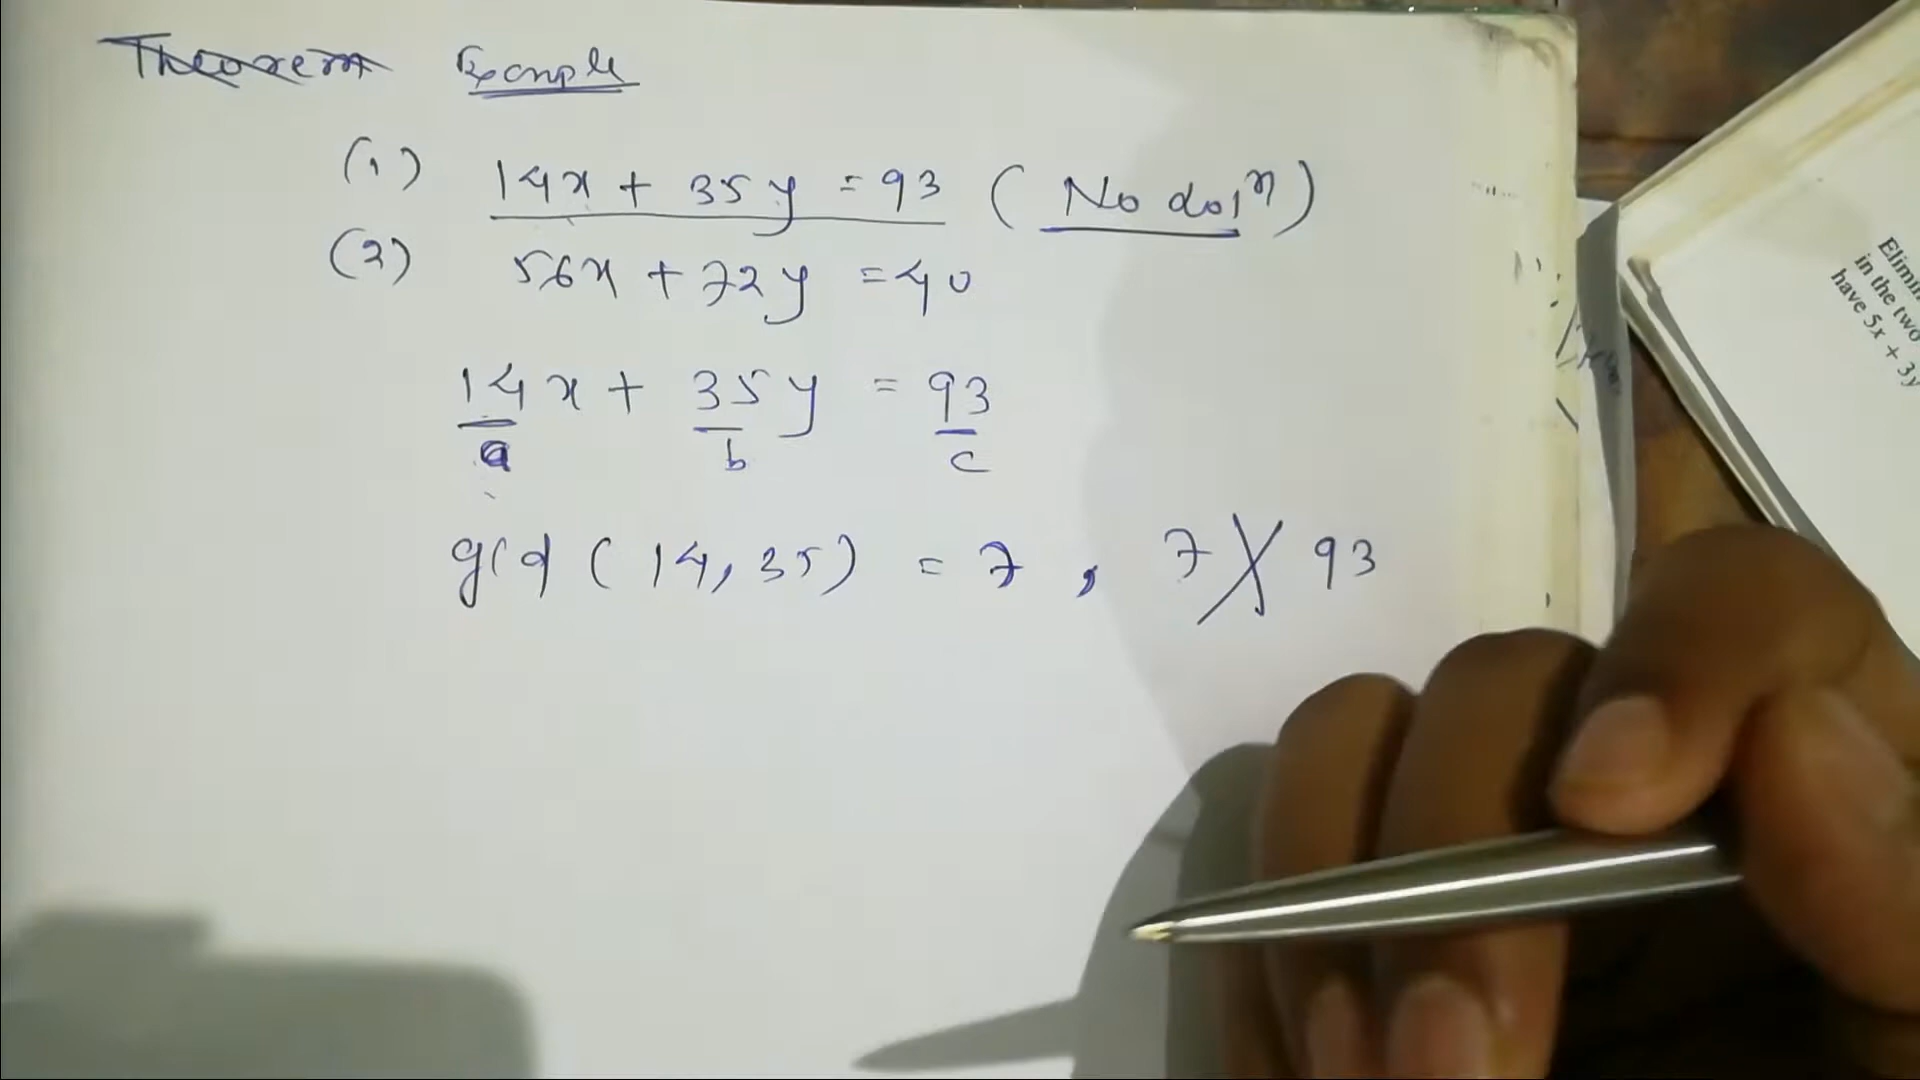 Theorem Example
(1) 14x + 35y = 93 (No solⁿ)
(2) 56x + 72y = 40
14x + 35y = 93
a b c
gcd (14, 35) = 7, 7 ∤ 93
Elimin
in the two
have 5x + 3y